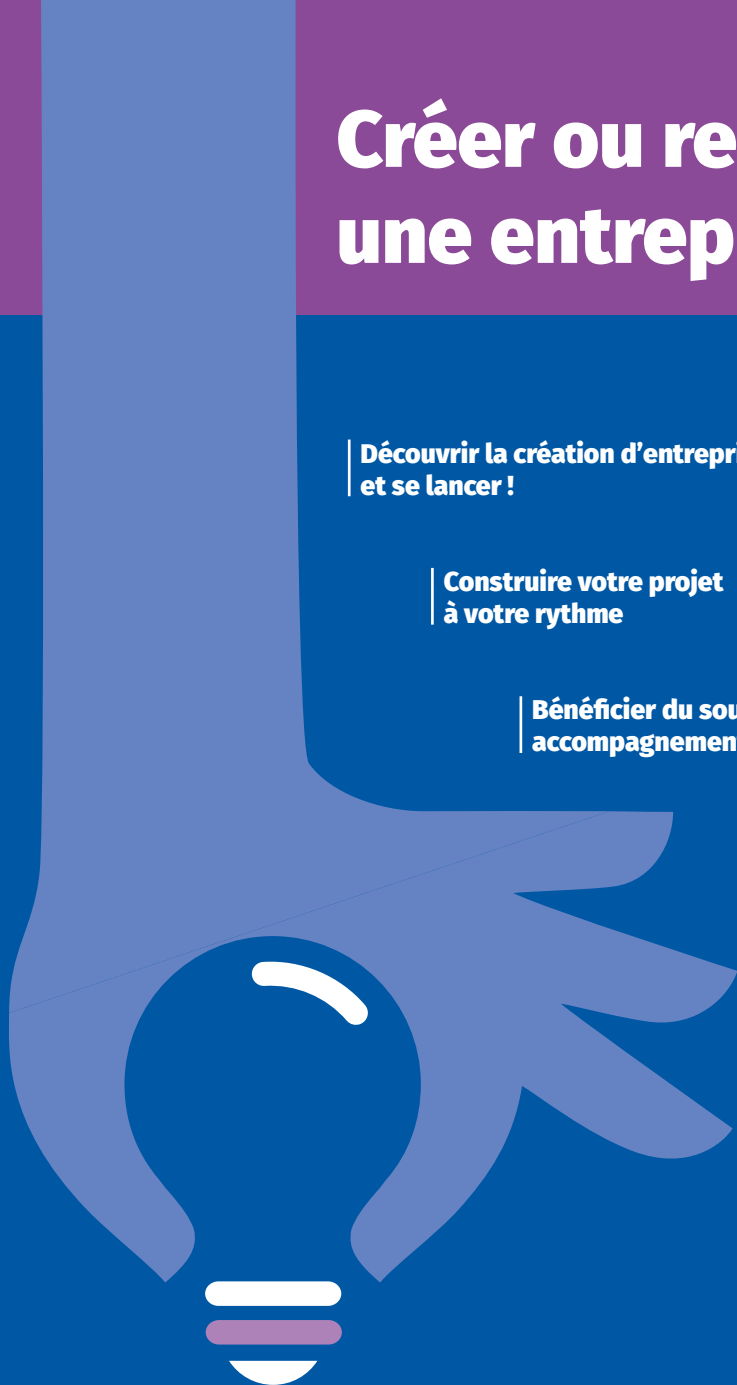 Créer ou re
une entrep
Découvrir la création d’entrepri
et se lancer !
Construire votre projet
à votre rythme
Bénéficier du sou
accompagnemen